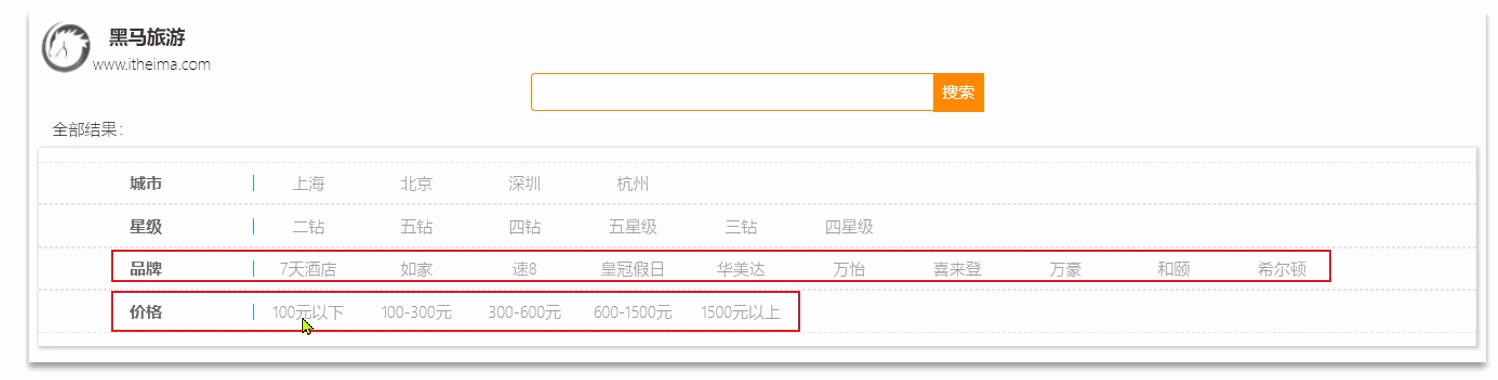 黑马旅游
www.itheima.com
搜索
全部结果：
城市 上海 北京 深圳 杭州
星级 二钻 五钻 四钻 五星级 三钻 四星级
品牌 7天酒店 如家 速8 皇冠假日 华美达 万怡 喜来登 万豪 和颐 希尔顿
价格 100元以下 100-300元 300-600元 600-1500元 1500元以上